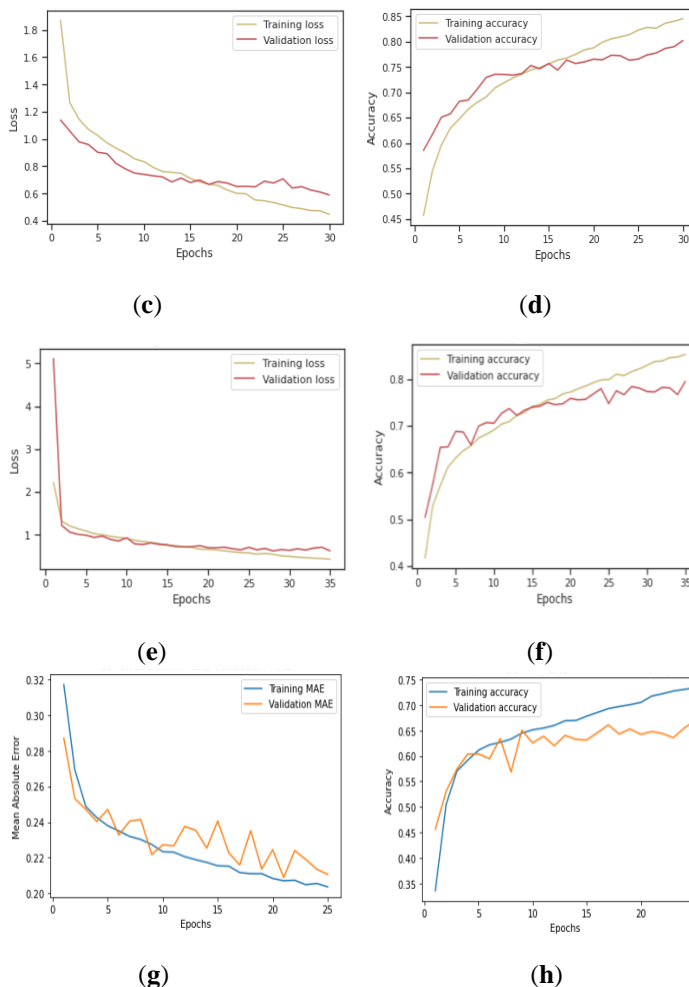 1.8
1.6
1.4
1.2
1.0
0.8
0.6
0.4
Loss
Training loss
Validation loss
0 5 10 15 20 25 30
Epochs
(c)
0.85
0.80
0.75
0.70
0.65
0.60
0.55
0.50
0.45
Accuracy
Training accuracy
Validation accuracy
0 5 10 15 20 25 30
Epochs
(d)
5
4
3
2
1
Loss
Training loss
Validation loss
0 5 10 15 20 25 30 35
Epochs
(e)
0.8
0.7
0.6
0.5
0.4
Accuracy
Training accuracy
Validation accuracy
0 5 10 15 20 25 30 35
Epochs
(f)
0.32
0.30
0.28
0.26
0.24
0.22
0.20
Mean Absolute Error
Training MAE
Validation MAE
0 5 10 15 20 25
Epochs
(g)
0.75
0.70
0.65
0.60
0.55
0.50
0.45
0.40
0.35
Accuracy
Training accuracy
Validation accuracy
0 5 10 15 20
Epochs
(h)